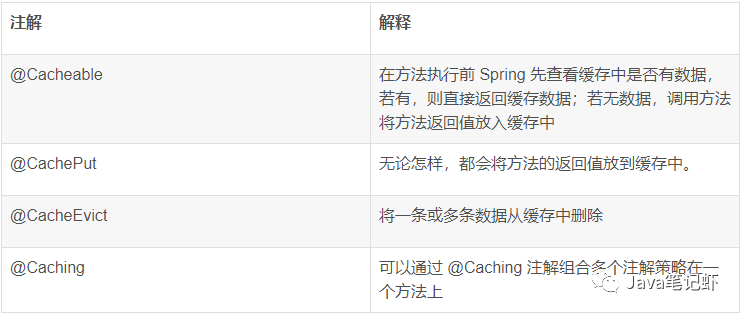 注解
解释
@Cacheable
在方法执行前 Spring 先查看缓存中是否有数据，
若有，则直接返回缓存数据；若无数据，调用方法
将方法返回值放入缓存中
@CachePut
无论怎样，都会将方法的返回值放到缓存中。
@CacheEvict
将一条或多条数据从缓存中删除
@Caching
可以通过 @Caching 注解组合多个注解策略在一
个方法上
Java笔记虾